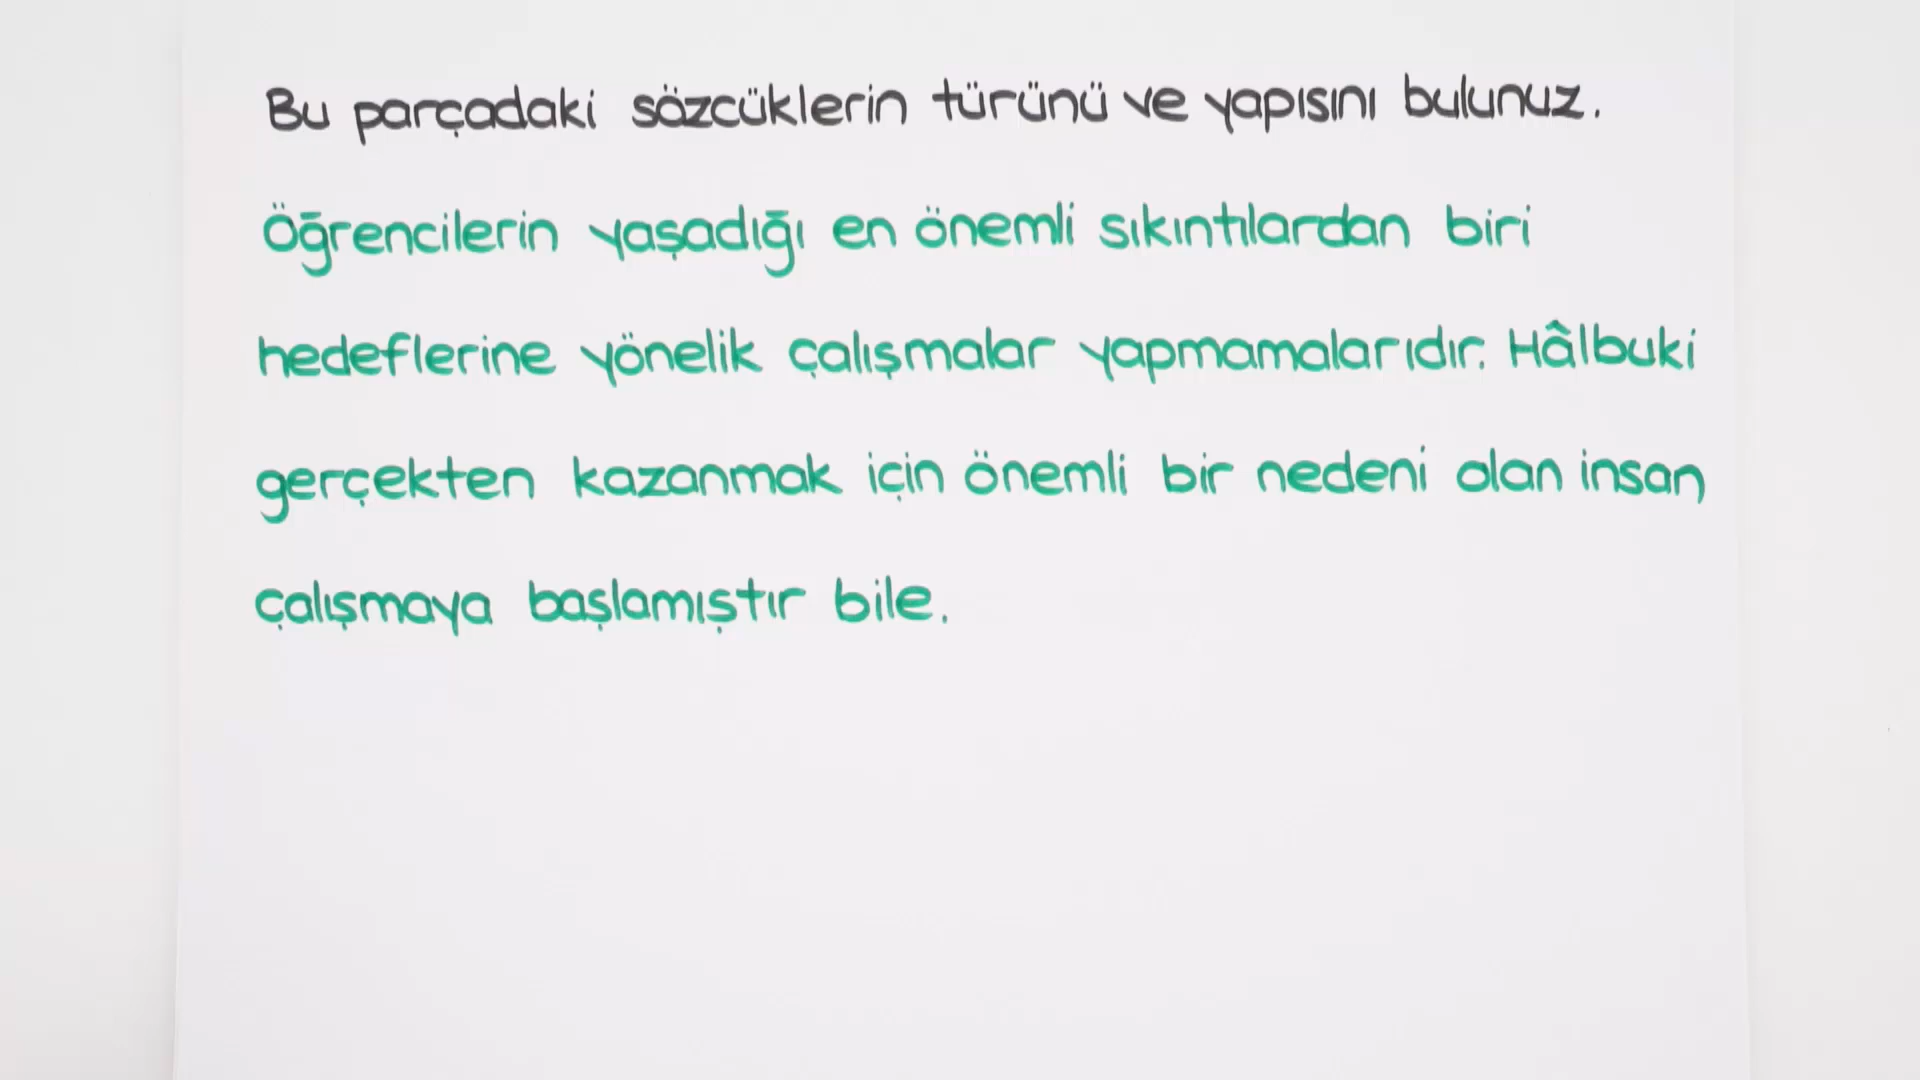 Bu parçadaki sözcüklerin türünü ve yapısını bulunuz.
Öğrencilerin yaşadığı en önemli sıkıntılardan biri
hedeflerine yönelik çalışmalar yapmamalarıdır. Hâlbuki
gerçekten kazanmak için önemli bir nedeni olan insan
çalışmaya başlamıştır bile.